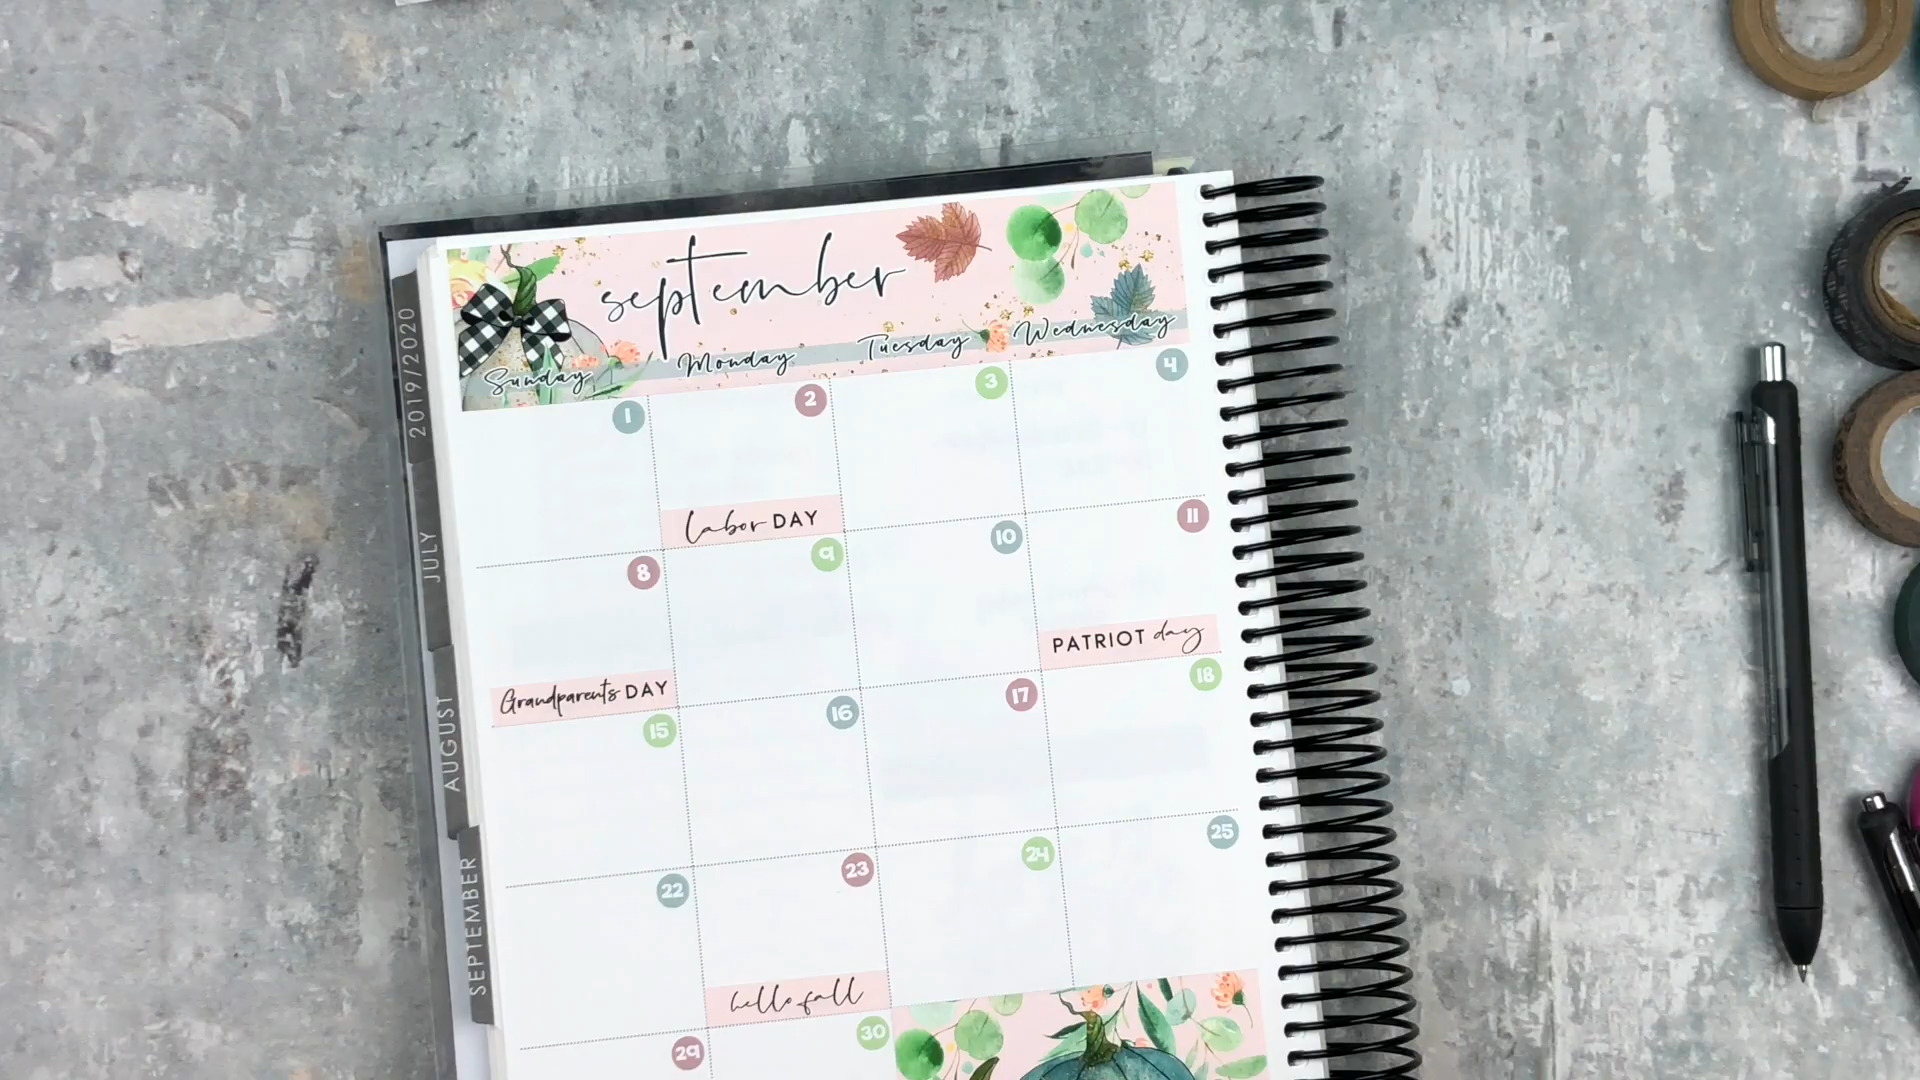 september
Sunday Monday Tuesday Wednesday
1 2 3 4
labor DAY
8 9 10 11
Grandparents DAY
PATRIOT day
15 16 17 18
22 23 24 25
hello fall
29 30
2019/2020
JULY
AUGUST
SEPTEMBER